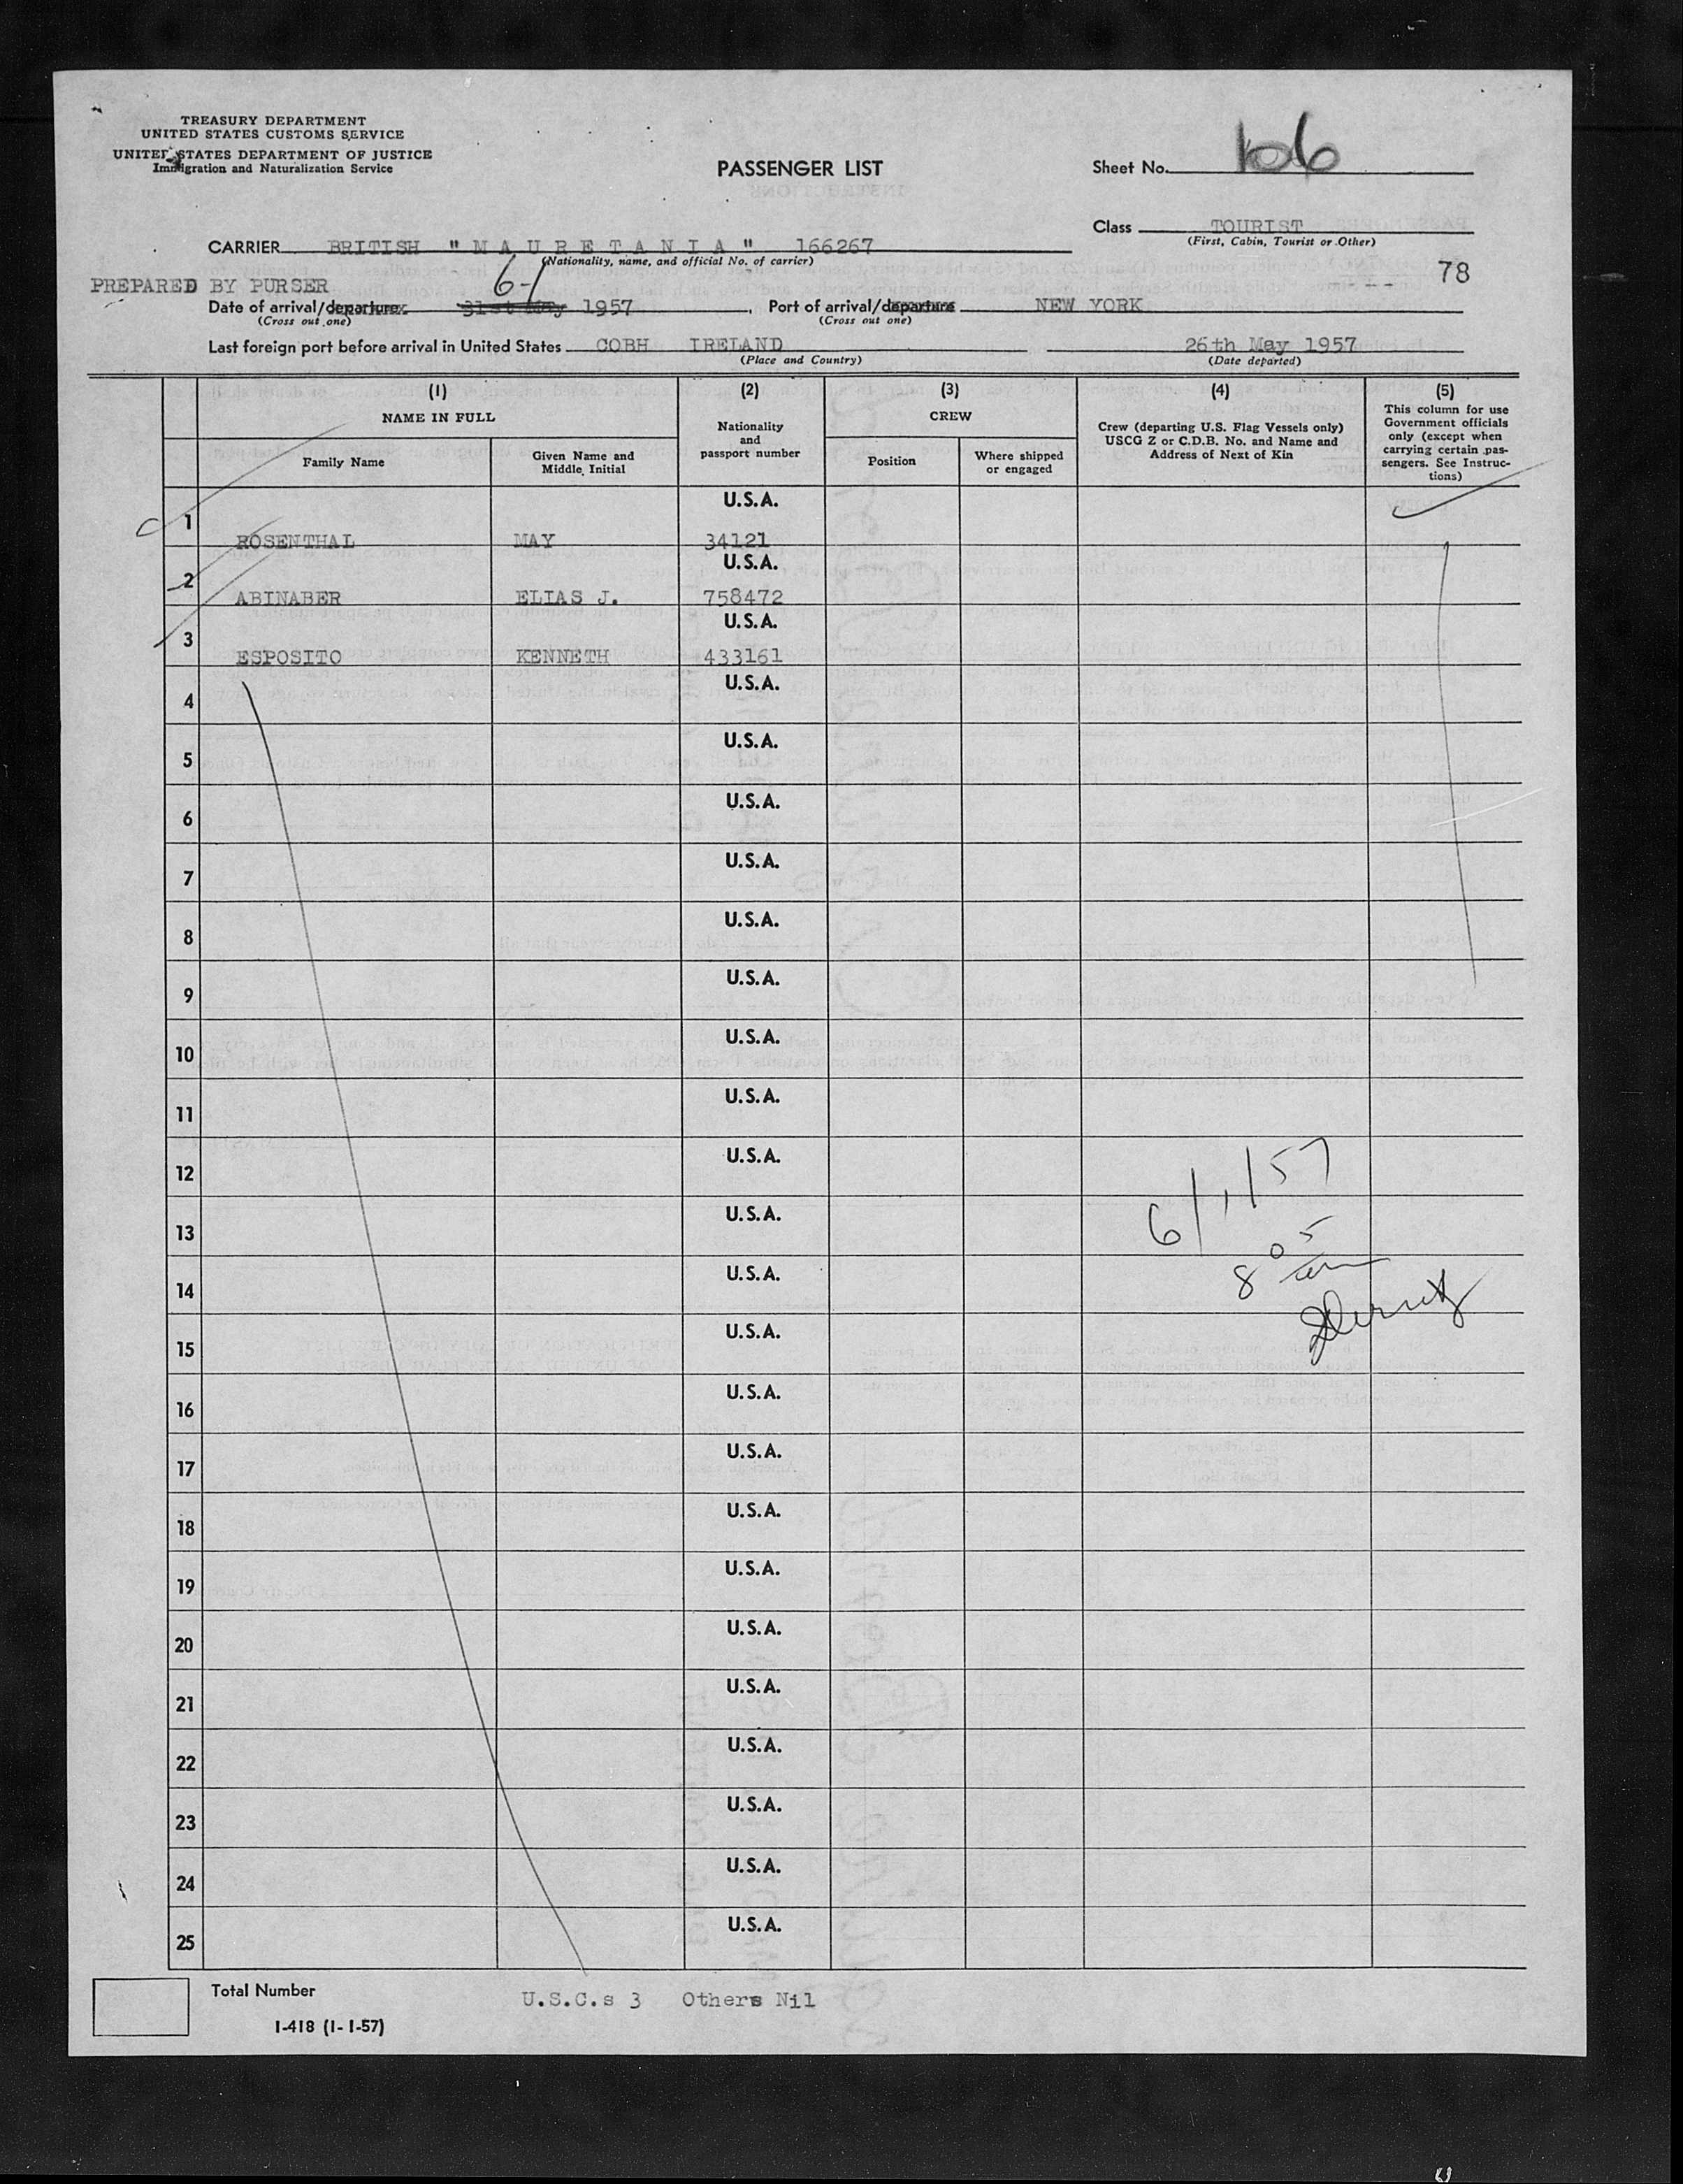 TREASURY DEPARTMENT
UNITED STATES CUSTOMS SERVICE
UNITED STATES DEPARTMENT OF JUSTICE
Immigration and Naturalization Service
PASSENGER LIST
Sheet No. 106
Class TOURIST
(First, Cabin, Tourist or Other)
CARRIER BRITISH "MAURETANIA" 166267
(Nationality, name, and official No. of carrier)
78
PREPARED BY PURSER
6-1
Date of arrival/departure 31st May 1957. Port of arrival/departure NEW YORK
(Cross out one) (Cross out one)
Last foreign port before arrival in United States COBH IRELAND 26th May 1957
(Place and Country) (Date departed)
(1) (2) (3) (4) (5)
NAME IN FULL
Nationality and passport number
CREW
Crew (departing U.S. Flag Vessels only) USCG Z or C.D.B. No. and Name and Address of Next of Kin
This column for use Government officials only (except when carrying certain passengers. See Instructions)
Family Name Given Name and Middle Initial Position Where shipped or engaged
U.S.A.
1 ROSENTHAL MAY 34121
U.S.A.
2 ABINABER ELIAS J. 758472
U.S.A.
3 ESPOSITO KENNETH 433161
4 U.S.A.
5 U.S.A.
6 U.S.A.
7 U.S.A.
8 U.S.A.
9 U.S.A.
10 U.S.A.
11 U.S.A.
12 U.S.A.
6/1/57
13 U.S.A.
8 05 am
14 U.S.A.
15 U.S.A.
16 U.S.A.
17 U.S.A.
18 U.S.A.
19 U.S.A.
20 U.S.A.
21 U.S.A.
22 U.S.A.
23 U.S.A.
24 U.S.A.
25 U.S.A.
Total Number U.S.C.s 3 Others Nil
I-418 (1-1-57)